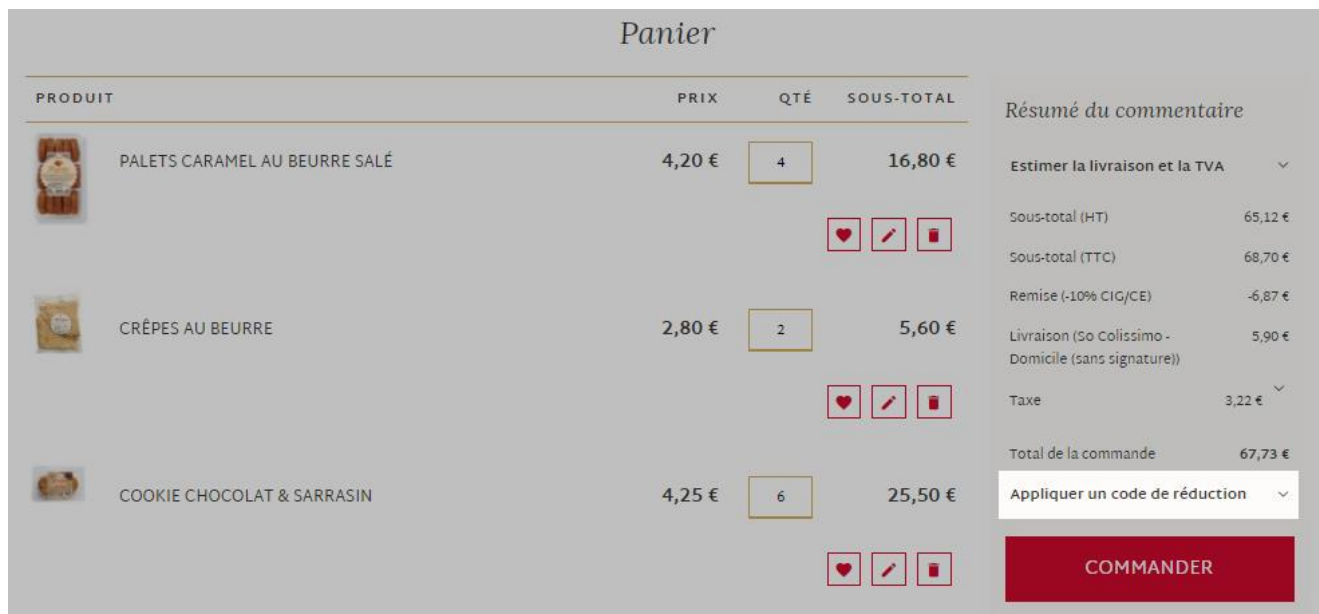 Panier
PRODUIT PRIX QTÉ SOUS-TOTAL
PALETS CARAMEL AU BEURRE SALÉ 4,20 € 4 16,80 €
CRÊPES AU BEURRE 2,80 € 2 5,60 €
COOKIE CHOCOLAT & SARRASIN 4,25 € 6 25,50 €
Résumé du commentaire
Estimer la livraison et la TVA
Sous-total (HT) 65,12 €
Sous-total (TTC) 68,70 €
Remise (-10% CIG/CE) -6,87 €
Livraison (So Colissimo - 5,90 €
Domicile (sans signature))
Taxe 3,22 €
Total de la commande 67,73 €
Appliquer un code de réduction
COMMANDER